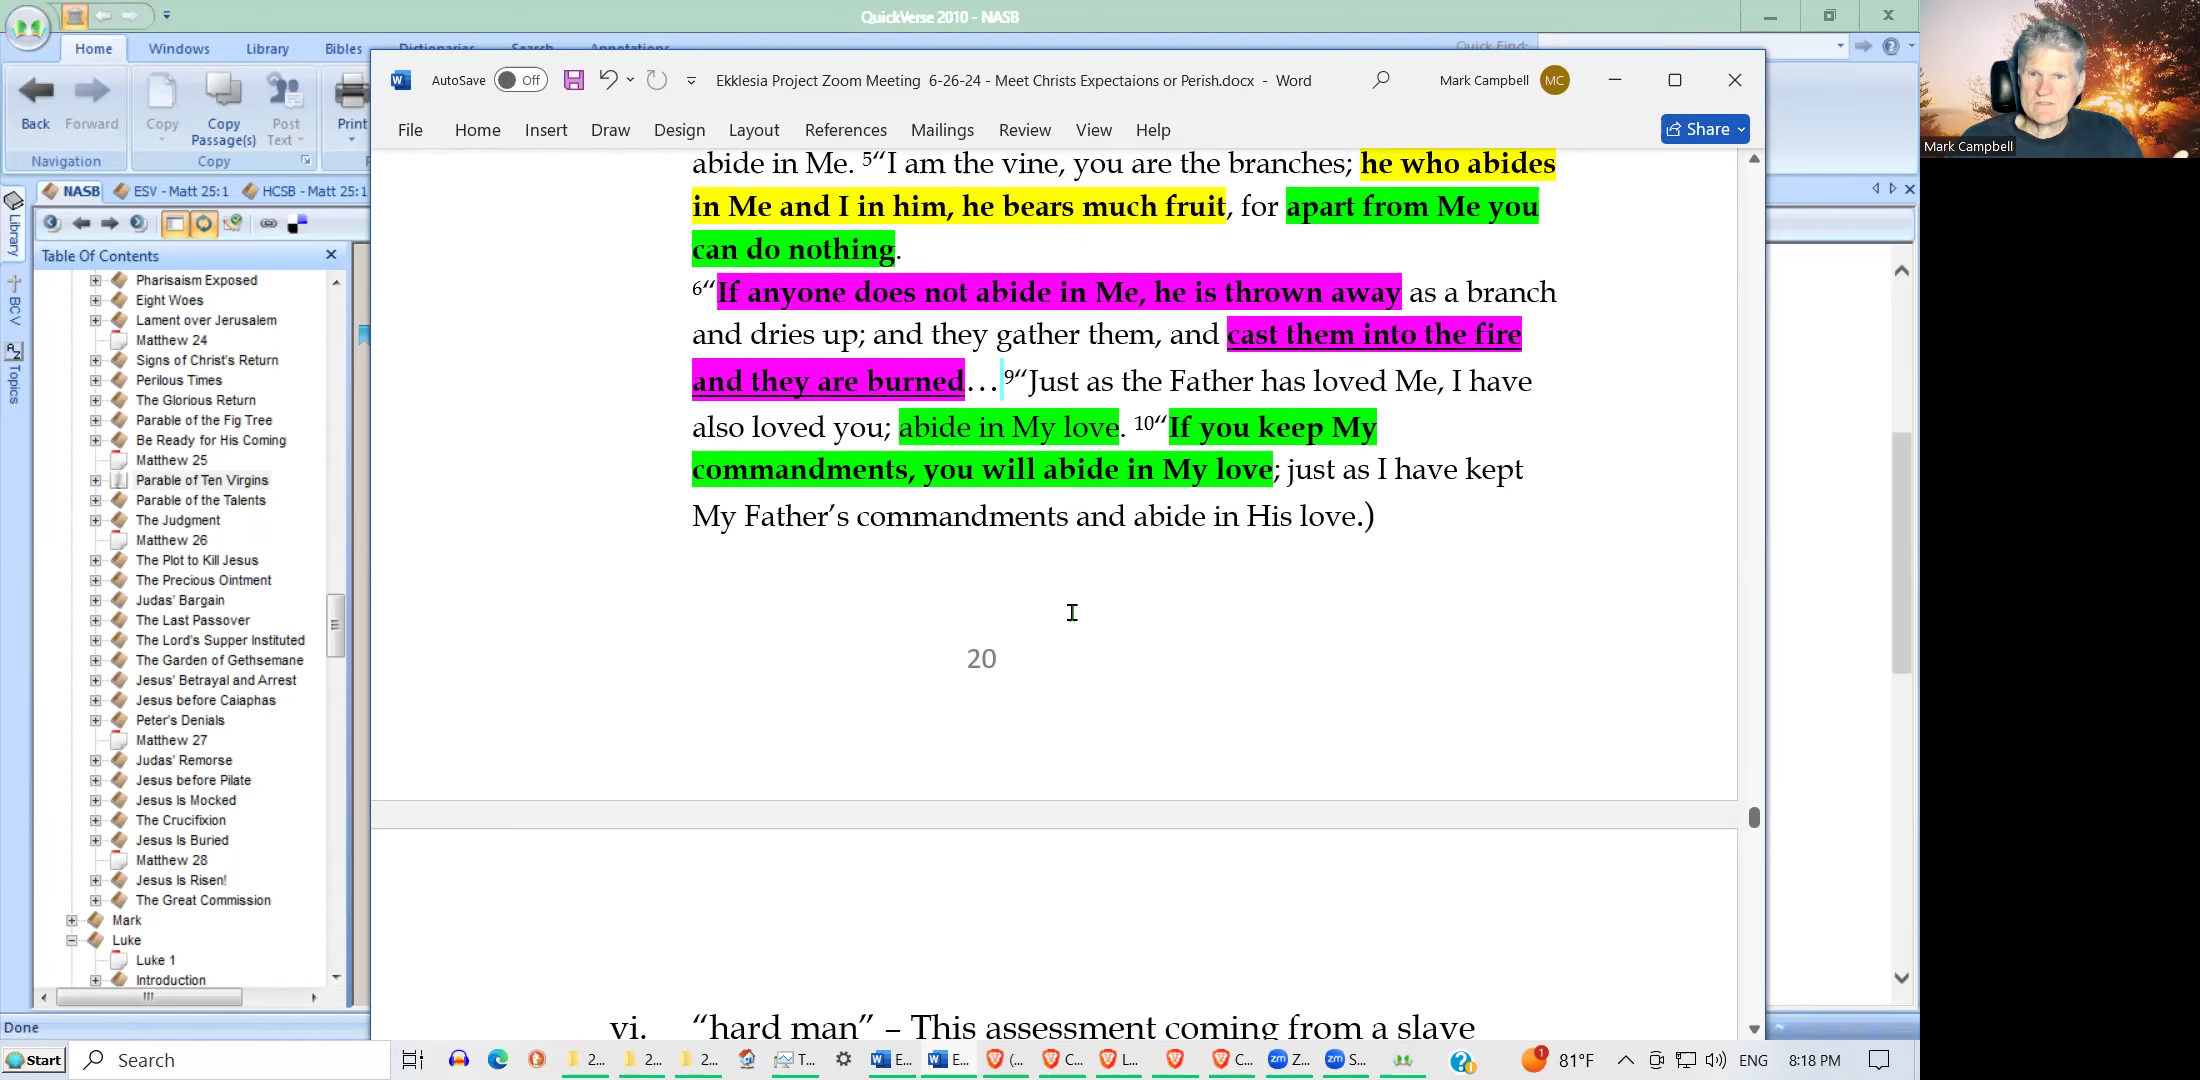 QuickVerse 2010 - NASB
Home Windows Library Bibles Dictionaries Search Annotations Quick Find:
Back Forward Copy Copy Passage(s) Post Text Print
Navigation Copy
NASB ESV - Matt 25:1 HCSB - Matt 25:1
Library
BCV
Topics
Table Of Contents
Pharisaism Exposed
Eight Woes
Lament over Jerusalem
Matthew 24
Signs of Christ's Return
Perilous Times
The Glorious Return
Parable of the Fig Tree
Be Ready for His Coming
Matthew 25
Parable of Ten Virgins
Parable of the Talents
The Judgment
Matthew 26
The Plot to Kill Jesus
The Precious Ointment
Judas' Bargain
The Last Passover
The Lord's Supper Instituted
The Garden of Gethsemane
Jesus' Betrayal and Arrest
Jesus before Caiaphas
Peter's Denials
Matthew 27
Judas' Remorse
Jesus before Pilate
Jesus Is Mocked
The Crucifixion
Jesus Is Buried
Matthew 28
Jesus Is Risen!
The Great Commission
Mark
Luke
Luke 1
Introduction
Done
AutoSave Off Ekklesia Project Zoom Meeting 6-26-24 - Meet Christs Expectaions or Perish.docx - Word Mark Campbell MC
File Home Insert Draw Design Layout References Mailings Review View Help Share
abide in Me. 5“I am the vine, you are the branches; he who abides
in Me and I in him, he bears much fruit, for apart from Me you
can do nothing.
6“If anyone does not abide in Me, he is thrown away as a branch
and dries up; and they gather them, and cast them into the fire
and they are burned… 9“Just as the Father has loved Me, I have
also loved you; abide in My love. 10“If you keep My
commandments, you will abide in My love; just as I have kept
My Father’s commandments and abide in His love.)
20
vi. “hard man” – This assessment coming from a slave
Mark Campbell
Start Search 2... 2... 2... T... E... E... (... C... L... C... Z... S... 1 81°F ENG 8:18 PM